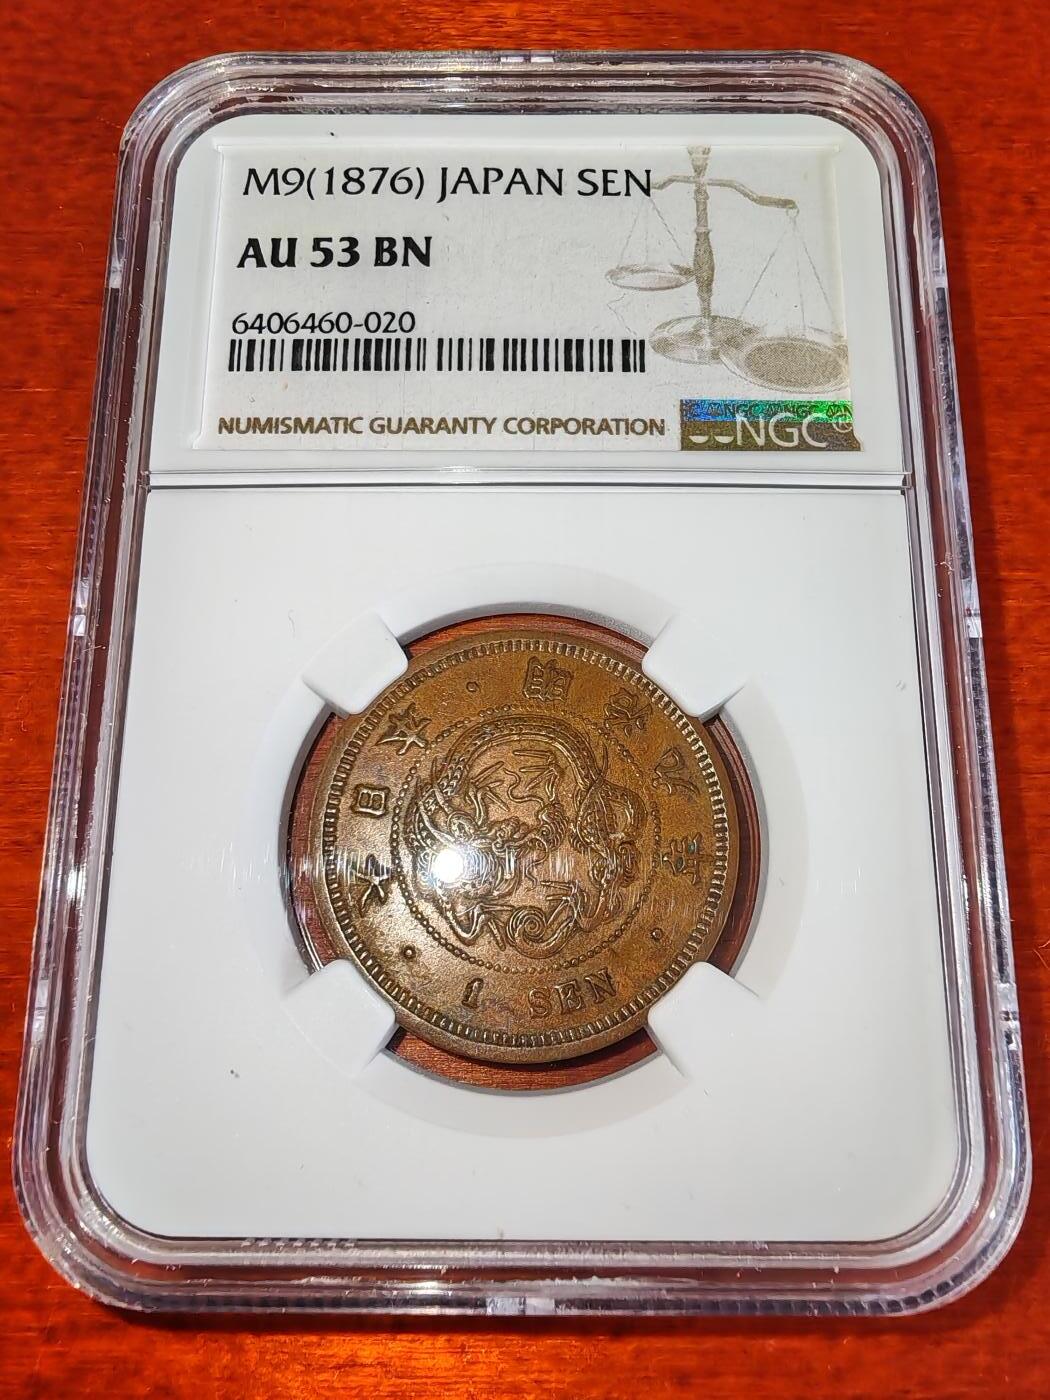 M9(1876) JAPAN SEN
AU 53 BN
6406460-020
NUMISMATIC GUARANTY CORPORATION
NGC
大日本 · 明治九年
1 SEN